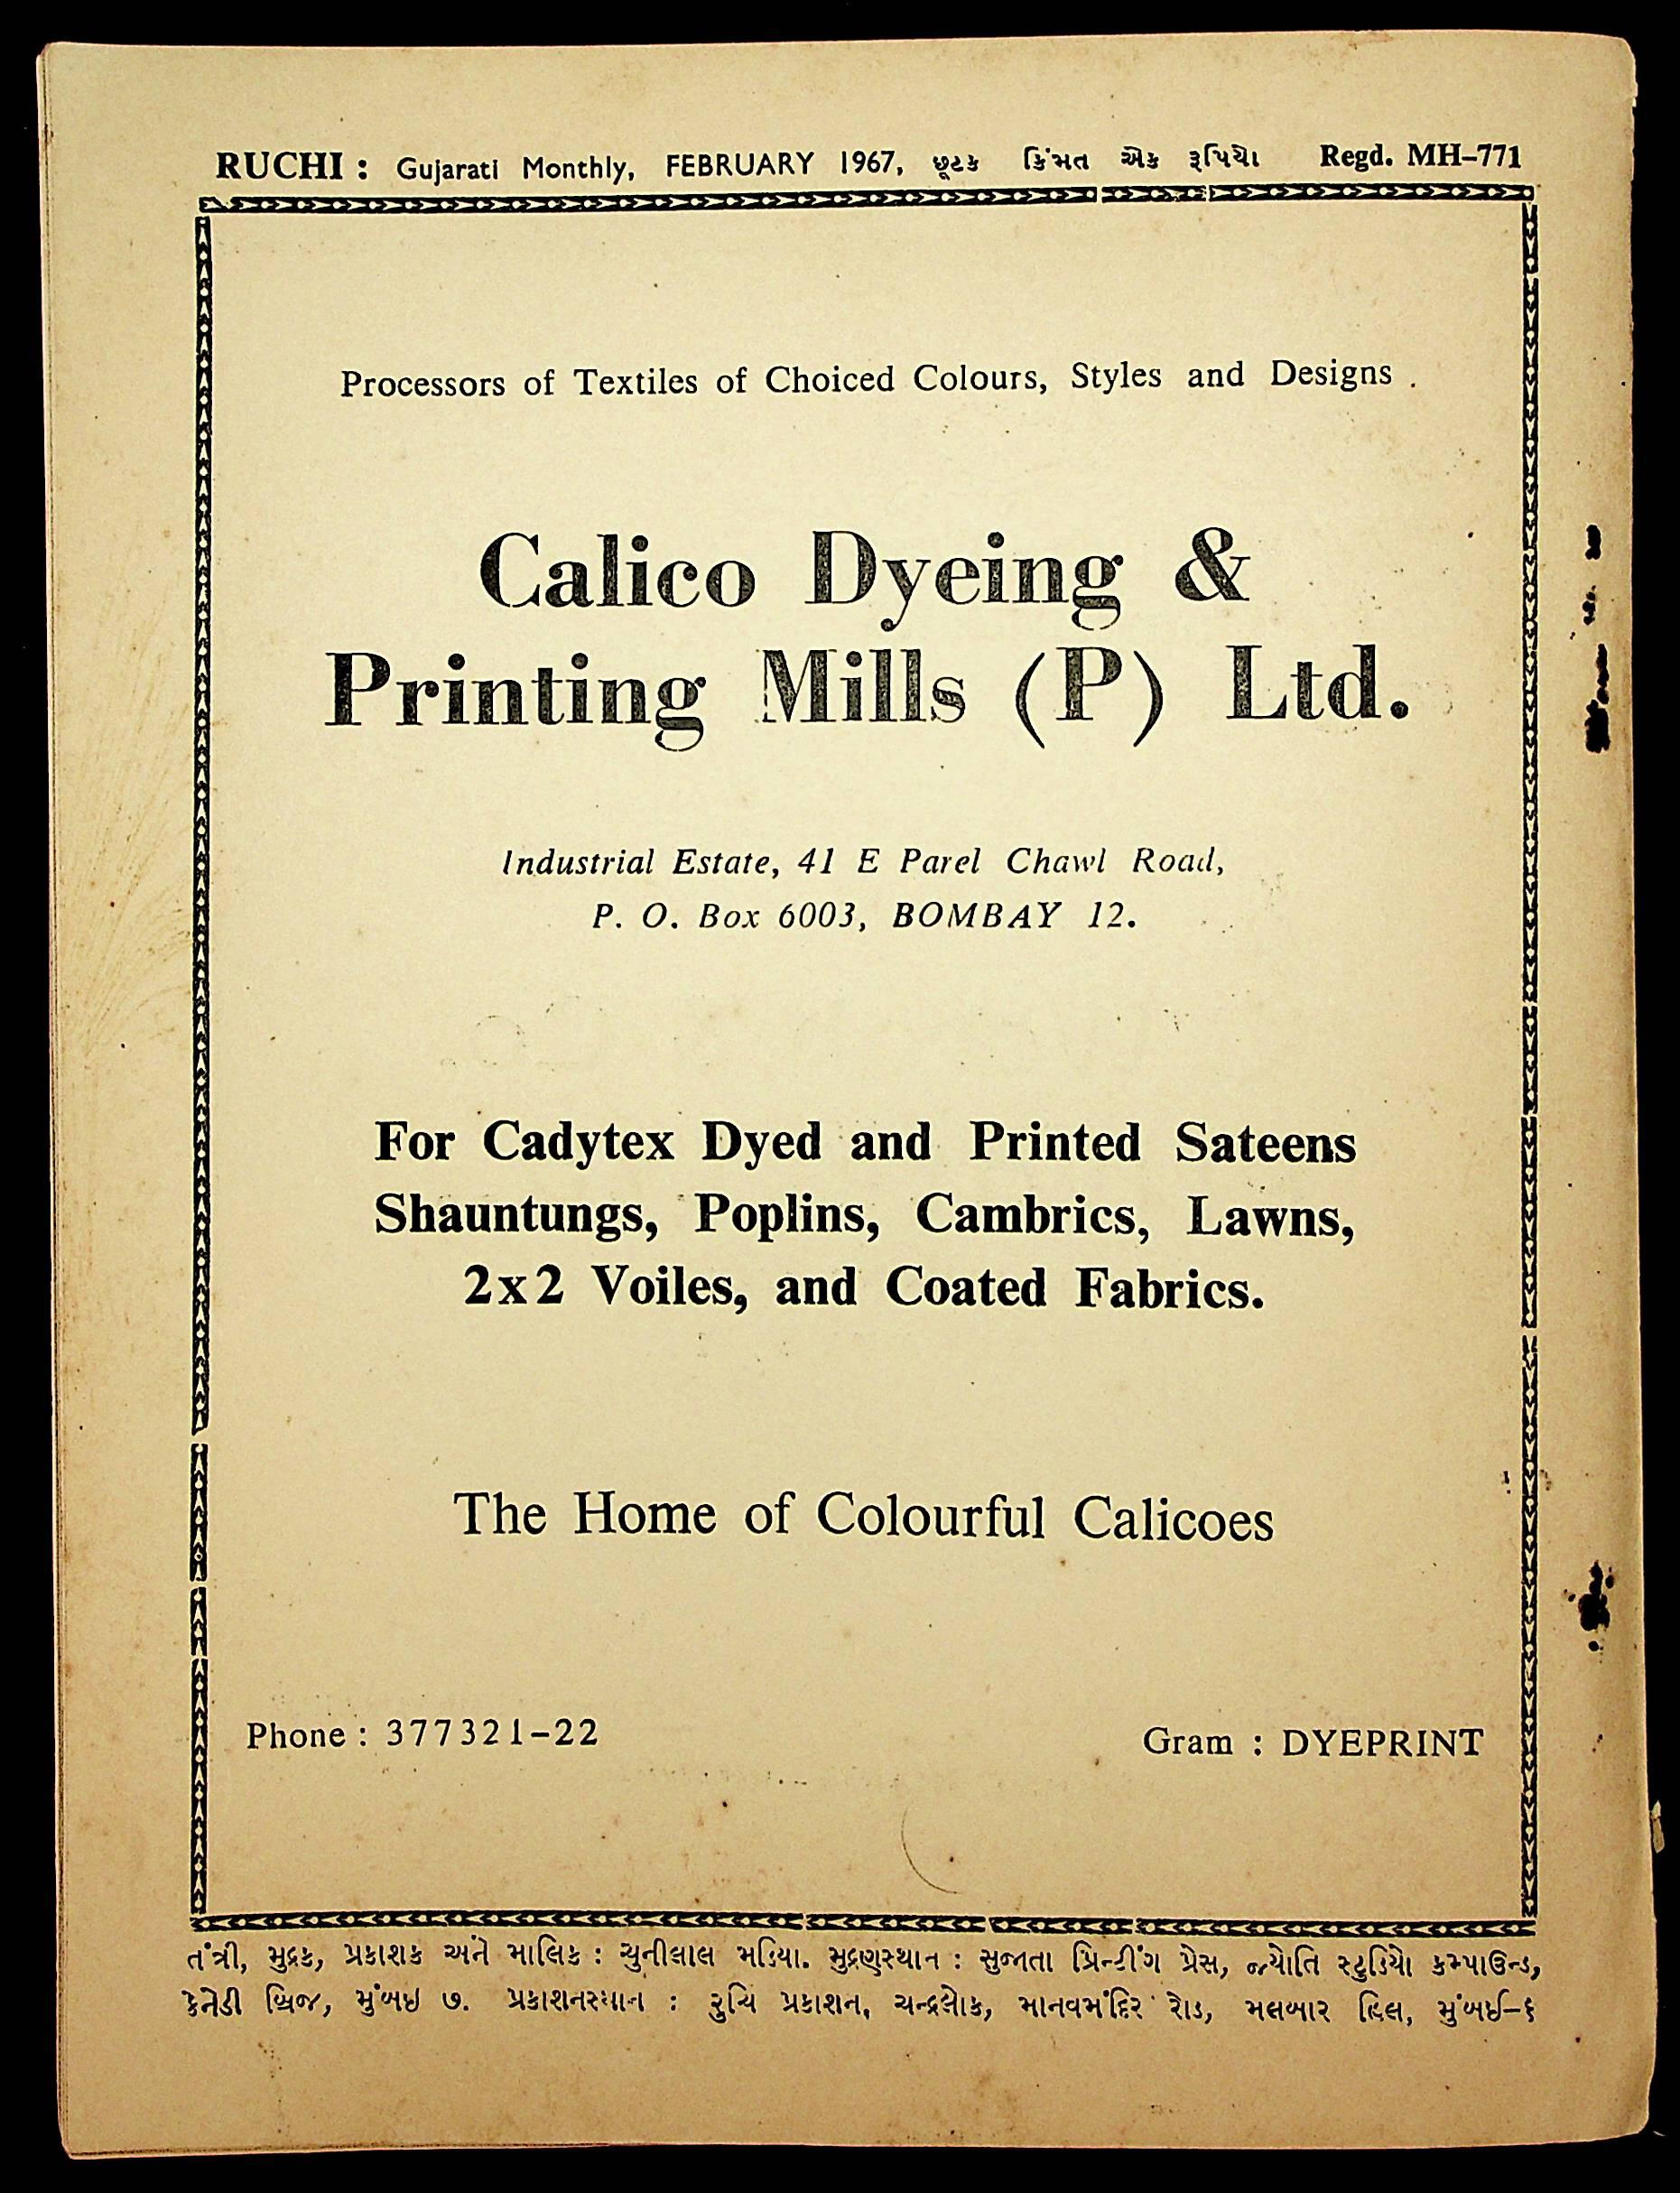 RUCHI : Gujarati Monthly, FEBRUARY 1967, છૂટક કિંમત એક રૂપિયો Regd. MH-771
Processors of Textiles of Choiced Colours, Styles and Designs .
Calico Dyeing &
Printing Mills (P) Ltd.
Industrial Estate, 41 E Parel Chawl Road,
P. O. Box 6003, BOMBAY 12.
For Cadytex Dyed and Printed Sateens
Shauntungs, Poplins, Cambrics, Lawns,
2x2 Voiles, and Coated Fabrics.
The Home of Colourful Calicoes
Phone : 377321-22 Gram : DYEPRINT
તંત્રી, મુદ્રક, પ્રકાશક અને માલિક : ચુનીલાલ મડિયા. મુદ્રણસ્થાન : સુજાતા પ્રિન્ટીંગ પ્રેસ, જ્યોતિ સ્ટુડિયો કમ્પાઉન્ડ,
કેનેડી બ્રિજ, મુંબઇ ૭. પ્રકાશનસ્થાન : રુચિ પ્રકાશન, ચન્દ્રલોક, માનવમંદિર રોડ, મલબાર હિલ, મુંબઈ-૬